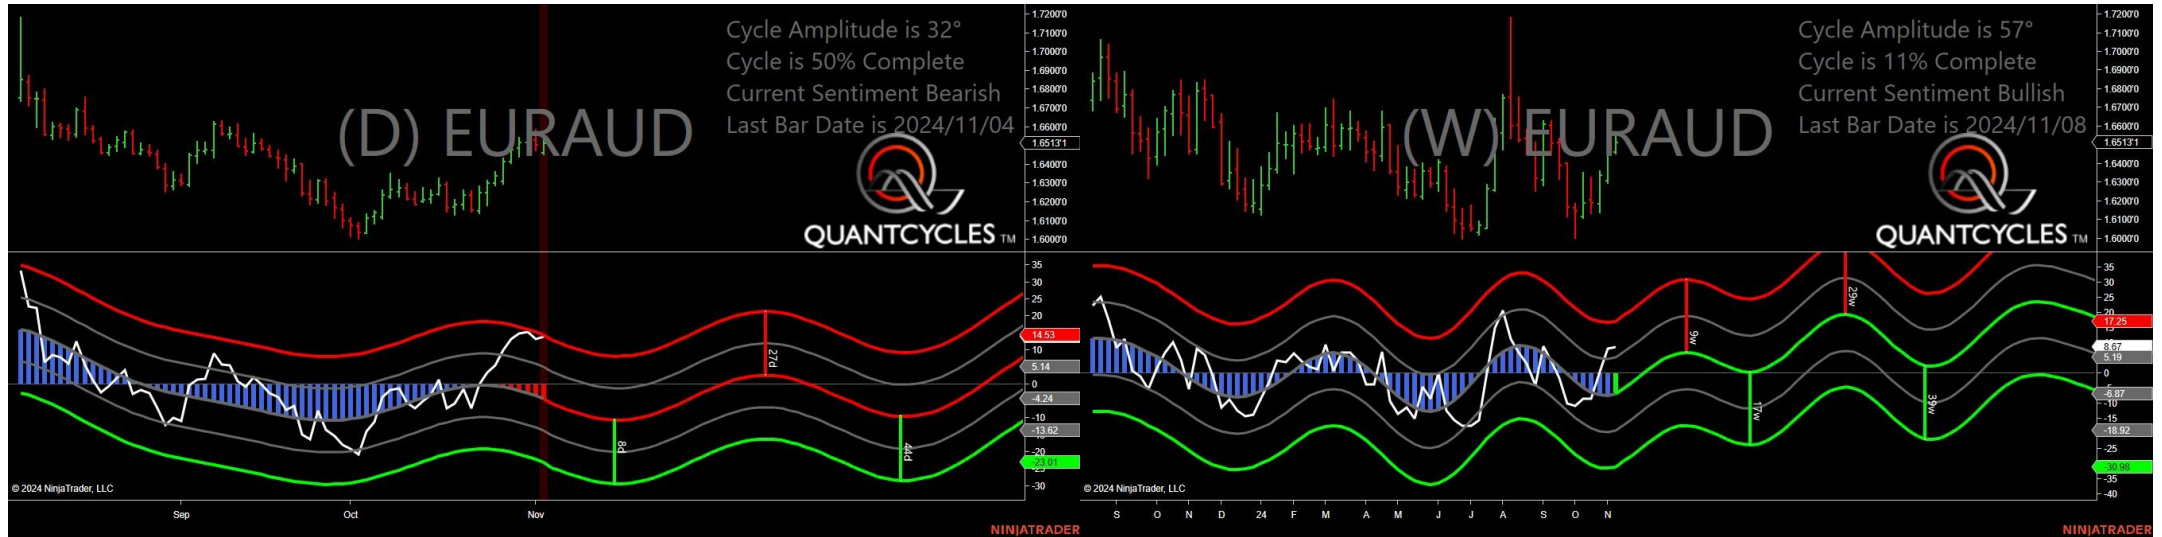 Cycle Amplitude is 32°
Cycle is 50% Complete
Current Sentiment Bearish
Last Bar Date is 2024/11/04
(D) EURAUD
QUANTCYCLES TM
1.7200'0
1.7100'0
1.7000'0
1.6900'0
1.6800'0
1.6700'0
1.6600'0
1.6513'1
1.6400'0
1.6300'0
1.6200'0
1.6100'0
1.6000'0
35
30
25
20
14.53
10
5.14
0
-4.24
-10
-13.62
-20
-23.01
-30
27d
8d
44d
© 2024 NinjaTrader, LLC
Sep Oct Nov
NINJATRADER
Cycle Amplitude is 57°
Cycle is 11% Complete
Current Sentiment Bullish
Last Bar Date is 2024/11/08
(W) EURAUD
QUANTCYCLES TM
1.7200'0
1.7100'0
1.7000'0
1.6900'0
1.6800'0
1.6700'0
1.6600'0
1.6513'1
1.6400'0
1.6300'0
1.6200'0
1.6100'0
1.6000'0
35
30
25
20
17.25
8.67
5.19
0
-6.87
-10
-15
-18.92
-25
-30.98
-35
-40
9w
17w
29w
39w
© 2024 NinjaTrader, LLC
S O N D 24 F M A M J J A S O N
NINJATRADER